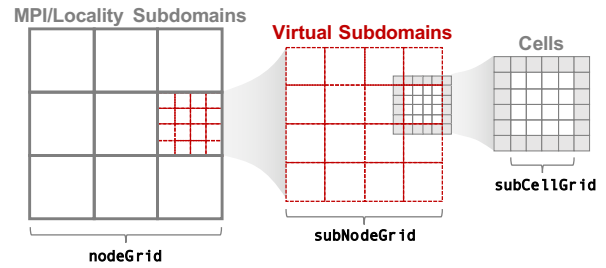 MPI/Locality Subdomains
Virtual Subdomains
Cells
subCellGrid
subNodeGrid
nodeGrid